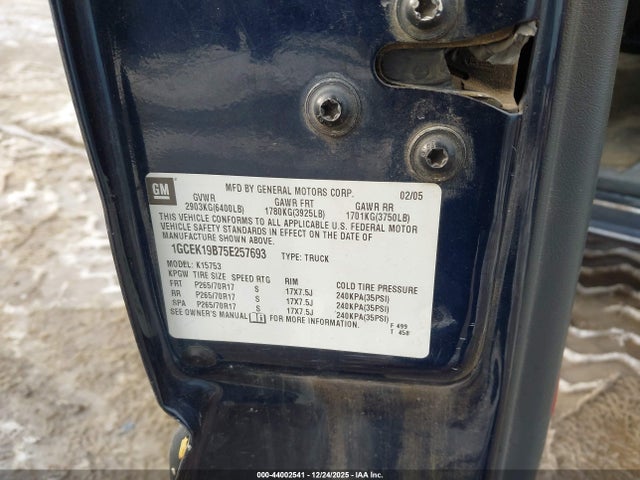 GM
MFD BY GENERAL MOTORS CORP. 02/05
GVWR GAWR FRT GAWR RR
2903KG(6400LB) 1780KG(3925LB) 1701KG(3750LB)
THIS VEHICLE CONFORMS TO ALL APPLICABLE U.S. FEDERAL MOTOR
VEHICLE SAFETY STANDARDS IN EFFECT ON THE DATE OF
MANUFACTURE SHOWN ABOVE.
1GCEK19B75E257693 TYPE: TRUCK
MODEL: K15753
KPGW TIRE SIZE SPEED RTG RIM COLD TIRE PRESSURE
FRT P265/70R17 S 17X7.5J 240KPA(35PSI)
RR P265/70R17 S 17X7.5J 240KPA(35PSI)
SPA P265/70R17 S 17X7.5J 240KPA(35PSI)
SEE OWNER'S MANUAL FOR MORE INFORMATION.
F 499
T 458
000-44002541 - 12/24/2025 - IAA Inc.